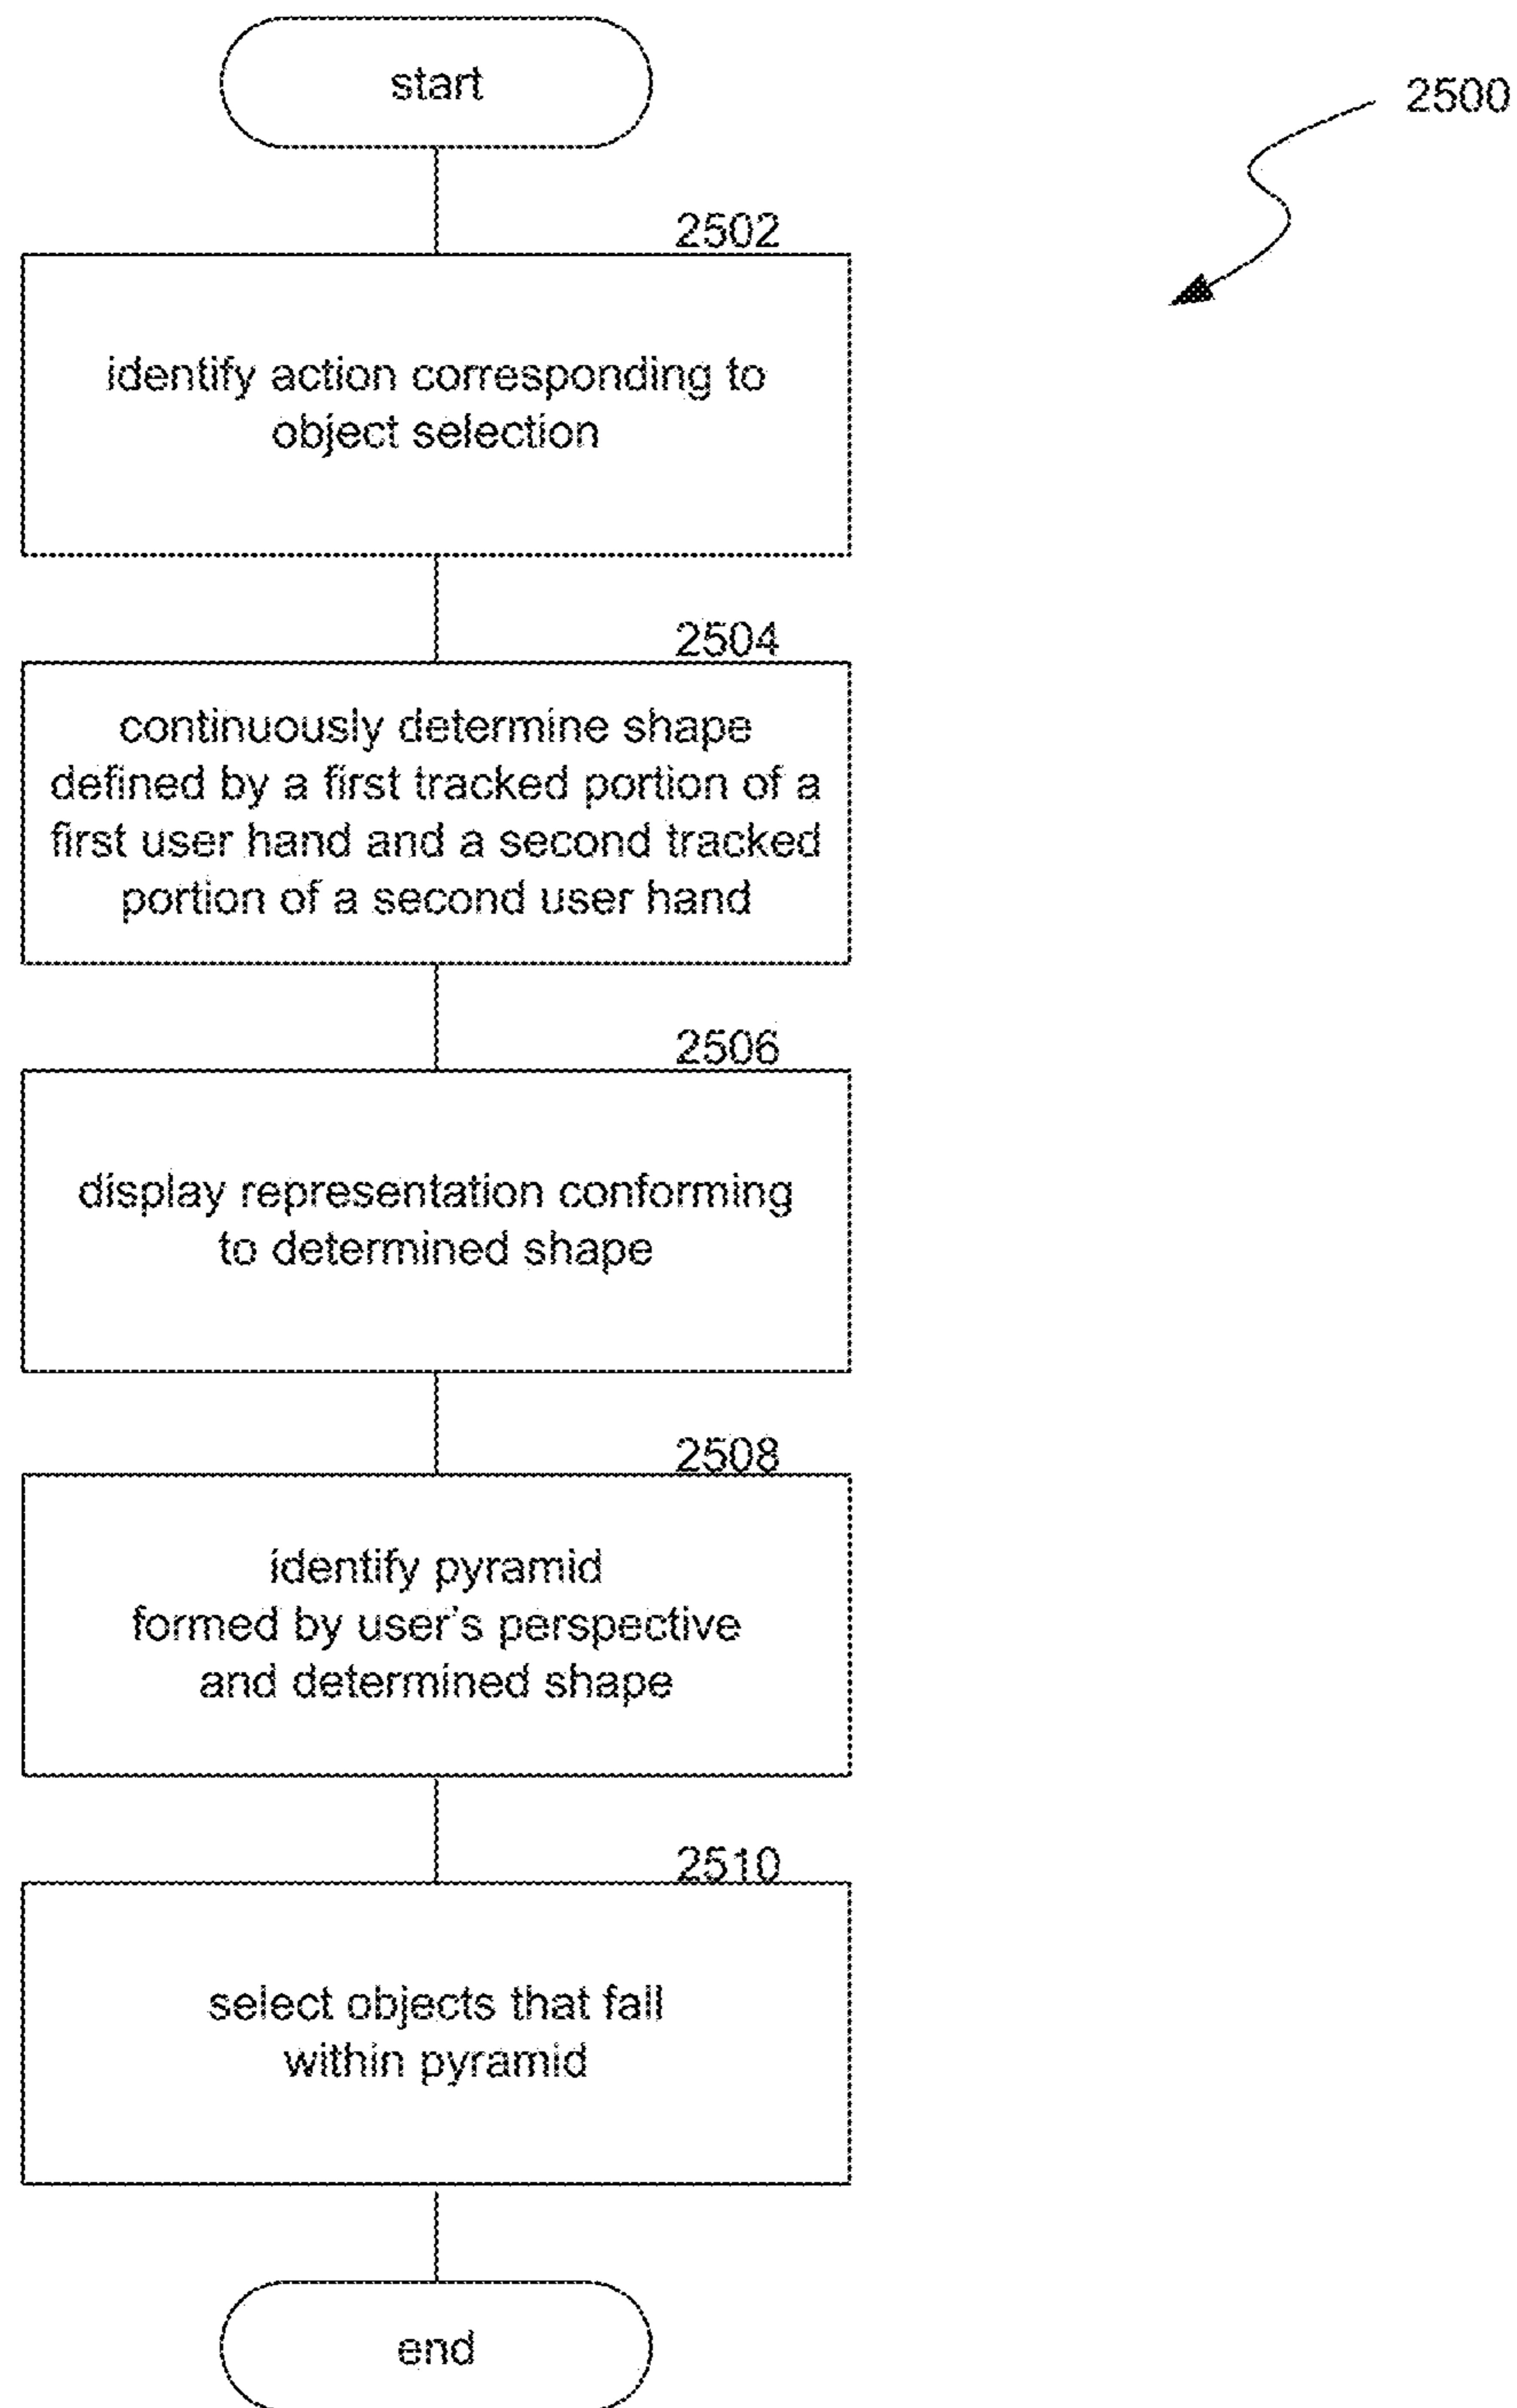 start
2500
2502
identify action corresponding to
object selection
2504
continuously determine shape
defined by a first tracked portion of a
first user hand and a second tracked
portion of a second user hand
2506
display representation conforming
to determined shape
2508
identify pyramid
formed by user's perspective
and determined shape
2510
select objects that fall
within pyramid
end